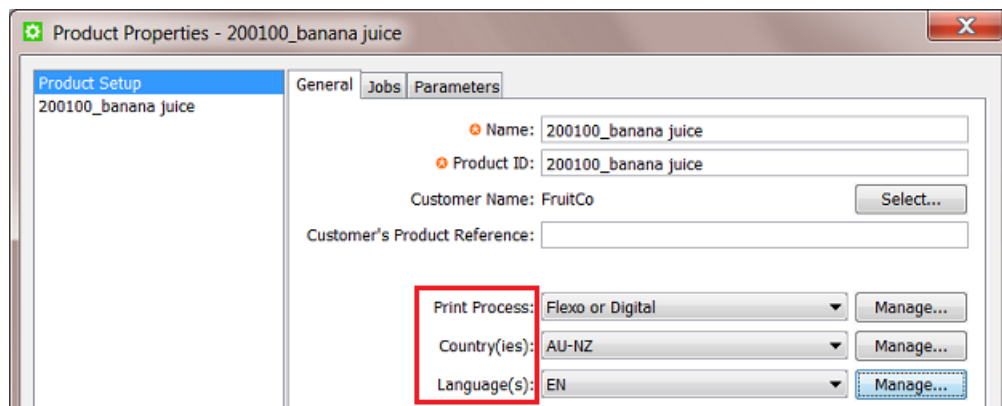 Product Properties - 200100_banana juice
X
Product Setup
200100_banana juice
General Jobs Parameters
Name: 200100_banana juice
Product ID: 200100_banana juice
Customer Name: FruitCo Select...
Customer's Product Reference:
Print Process: Flexo or Digital Manage...
Country(ies): AU-NZ Manage...
Language(s): EN Manage...